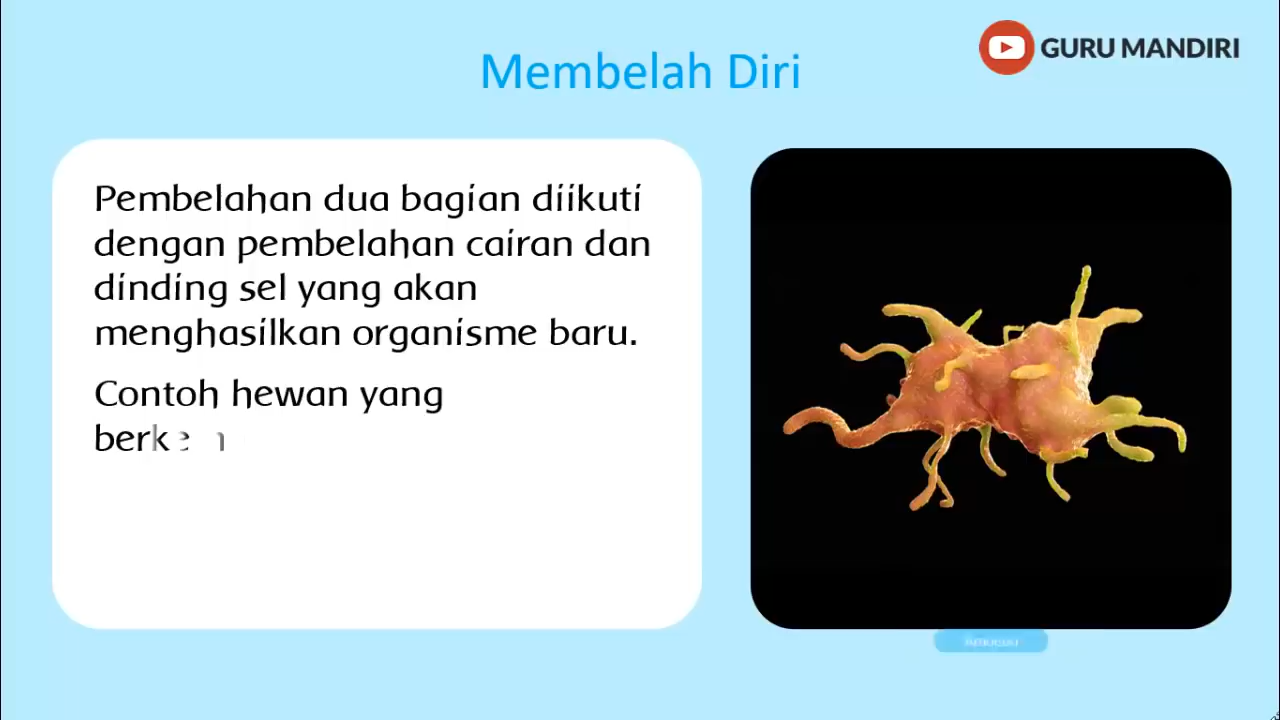 Membelah Diri
GURU MANDIRI
Pembelahan dua bagian diikuti
dengan pembelahan cairan dan
dinding sel yang akan
menghasilkan organisme baru.
Contoh hewan yang